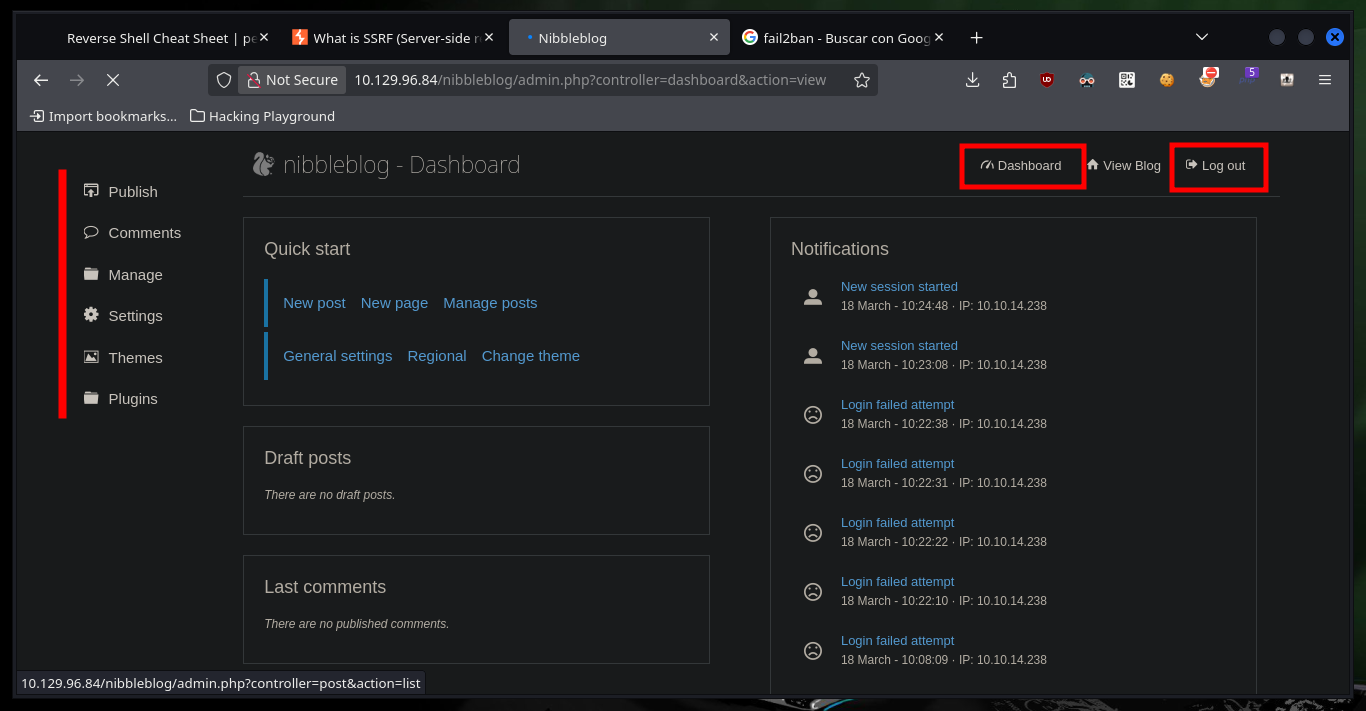 Reverse Shell Cheat Sheet | pe
What is SSRF (Server-side r
Nibbleblog
fail2ban - Buscar con Goog
Not Secure
10.129.96.84/nibbleblog/admin.php?controller=dashboard&action=view
5
Import bookmarks...
Hacking Playground
nibbleblog - Dashboard
Dashboard
View Blog
Log out
Publish
Comments
Manage
Settings
Themes
Plugins
Quick start
New post
New page
Manage posts
General settings
Regional
Change theme
Draft posts
There are no draft posts.
Last comments
There are no published comments.
Notifications
New session started
18 March - 10:24:48 · IP: 10.10.14.238
New session started
18 March - 10:23:08 · IP: 10.10.14.238
Login failed attempt
18 March - 10:22:38 · IP: 10.10.14.238
Login failed attempt
18 March - 10:22:31 · IP: 10.10.14.238
Login failed attempt
18 March - 10:22:22 · IP: 10.10.14.238
Login failed attempt
18 March - 10:22:10 · IP: 10.10.14.238
Login failed attempt
18 March - 10:08:09 · IP: 10.10.14.238
10.129.96.84/nibbleblog/admin.php?controller=post&action=list